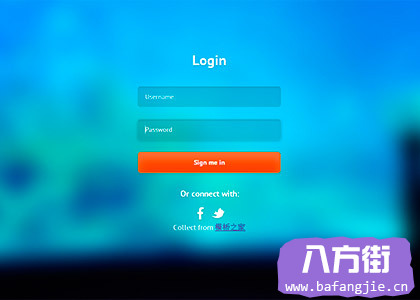 Login
Username
Password
Sign me in
Or connect with:
Collect from 模板之家
八方街
www.bafangjie.cn